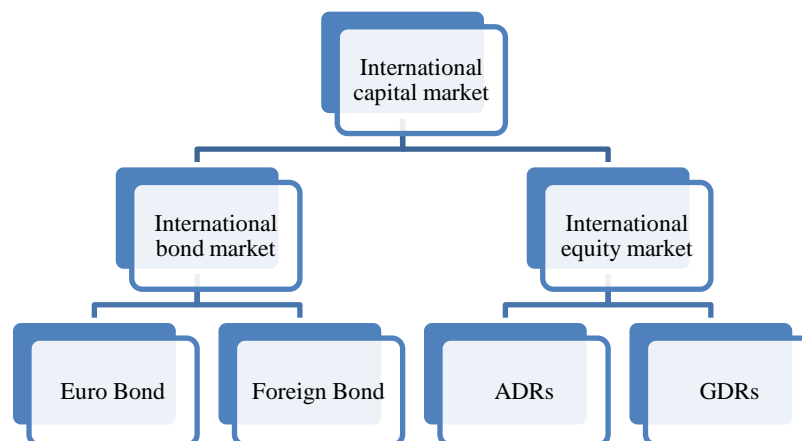 International
capital market
International
bond market
International
equity market
Euro Bond
Foreign Bond
ADRs
GDRs